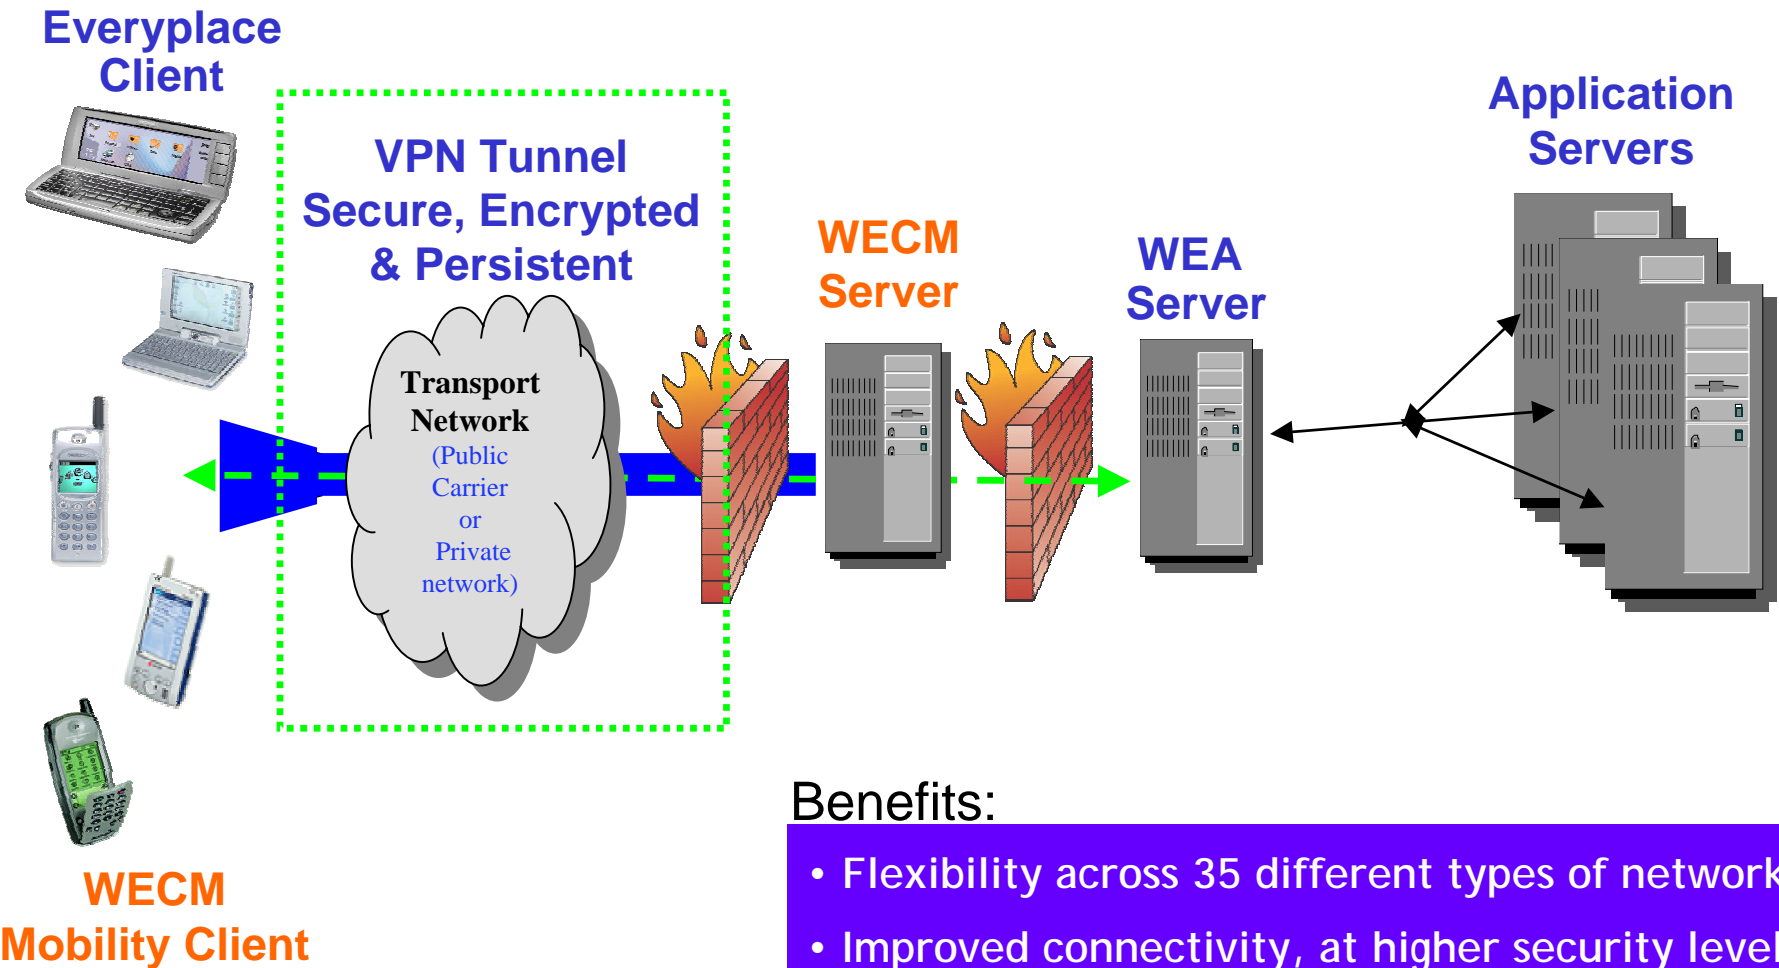 Everyplace
Client
VPN Tunnel
Secure, Encrypted
& Persistent
Transport
Network
(Public
Carrier
or
Private
network)
WECM
Server
WEA
Server
Application
Servers
WECM
Mobility Client
Benefits:
• Flexibility across 35 different types of network
• Improved connectivity, at higher security level